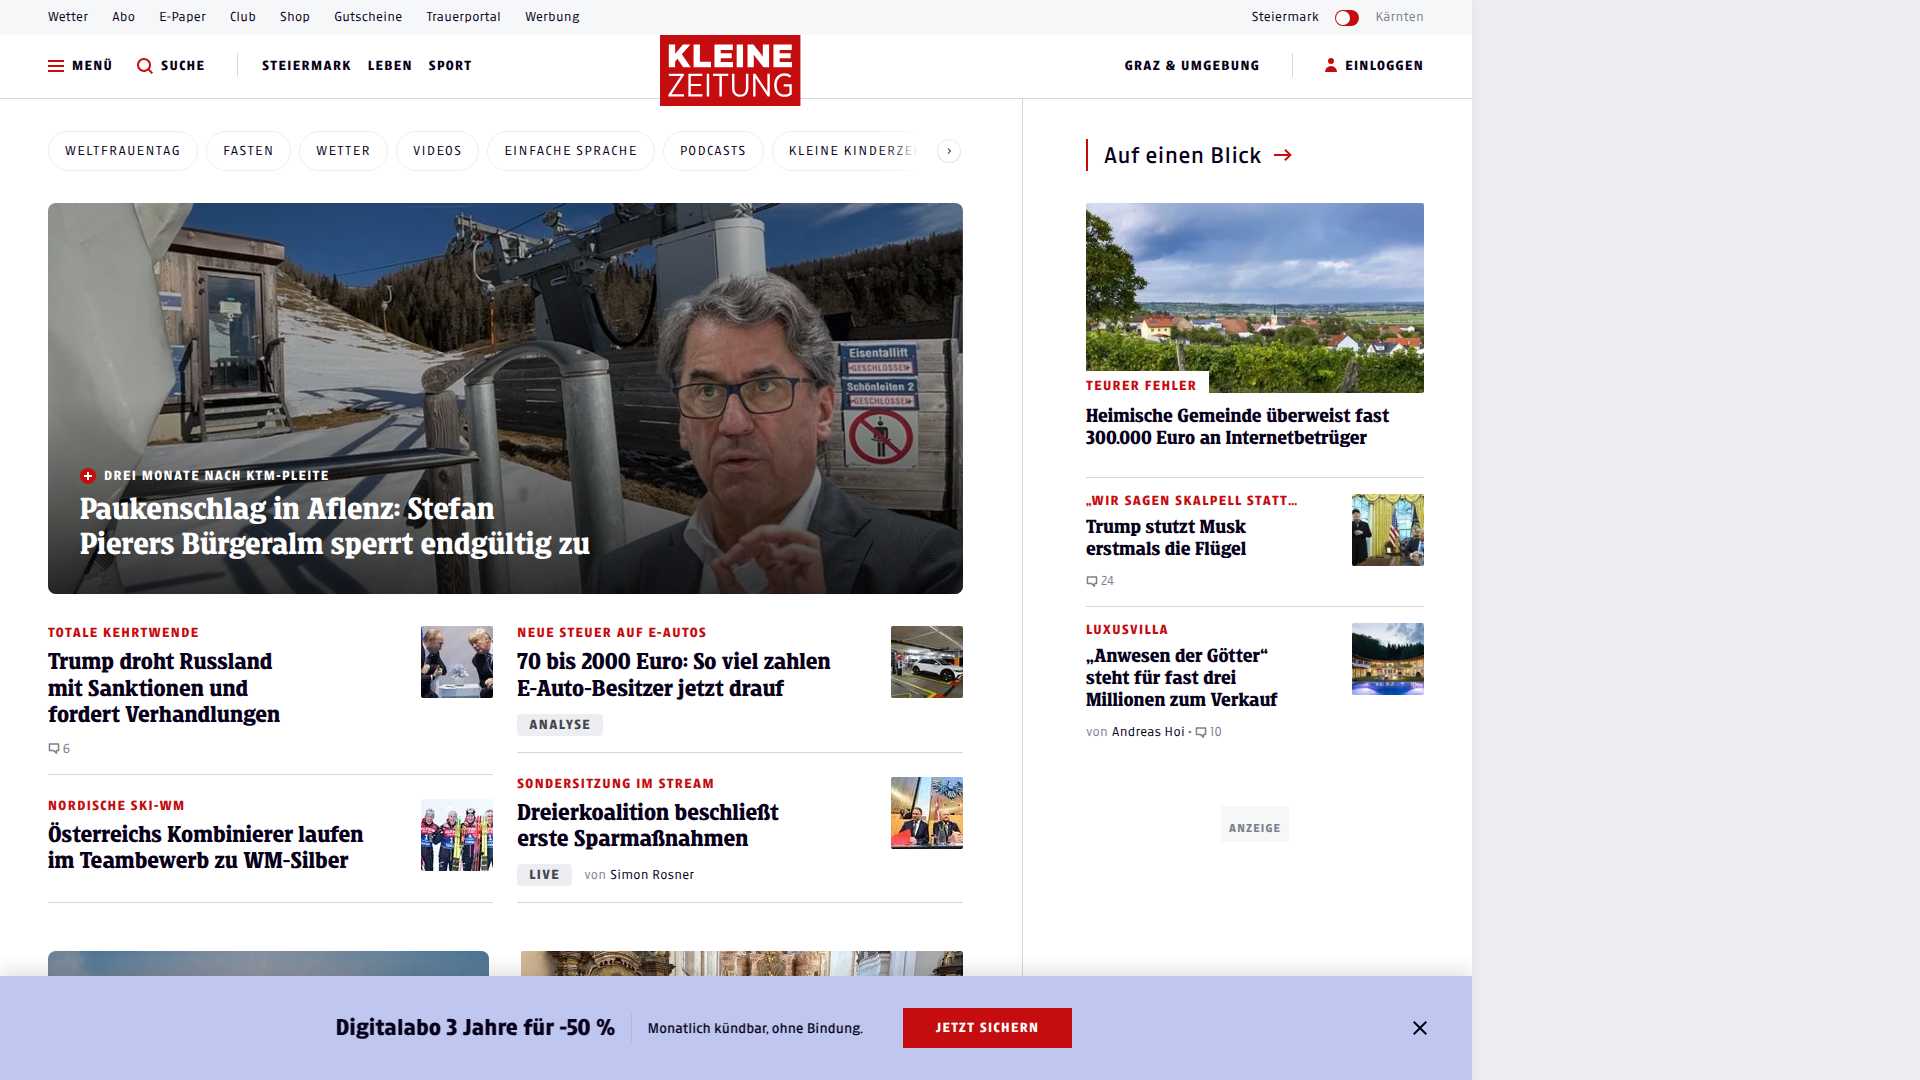 Wetter Abo E-Paper Club Shop Gutscheine Trauerportal Werbung Steiermark Kärnten
MENÜ SUCHE STEIERMARK LEBEN SPORT KLEINE ZEITUNG GRAZ & UMGEBUNG EINLOGGEN
WELTFRAUENTAG FASTEN WETTER VIDEOS EINFACHE SPRACHE PODCASTS KLEINE KINDERZE
Eisentallift
GESCHLOSSEN
Schönleiten 2
GESCHLOSSEN
DREI MONATE NACH KTM-PLEITE
Paukenschlag in Aflenz: Stefan
Pierers Bürgeralm sperrt endgültig zu
TOTALE KEHRTWENDE
Trump droht Russland
mit Sanktionen und
fordert Verhandlungen
6
NORDISCHE SKI-WM
Österreichs Kombinierer laufen
im Teambewerb zu WM-Silber
NEUE STEUER AUF E-AUTOS
70 bis 2000 Euro: So viel zahlen
E-Auto-Besitzer jetzt drauf
ANALYSE
SONDERSITZUNG IM STREAM
Dreierkoalition beschließt
erste Sparmaßnahmen
LIVE von Simon Rosner
Auf einen Blick →
TEURER FEHLER
Heimische Gemeinde überweist fast
300.000 Euro an Internetbetrüger
„WIR SAGEN SKALPELL STATT...
Trump stutzt Musk
erstmals die Flügel
24
LUXUSVILLA
„Anwesen der Götter“
steht für fast drei
Millionen zum Verkauf
von Andreas Hoi • 10
ANZEIGE
Digitalabo 3 Jahre für -50 % Monatlich kündbar, ohne Bindung. JETZT SICHERN